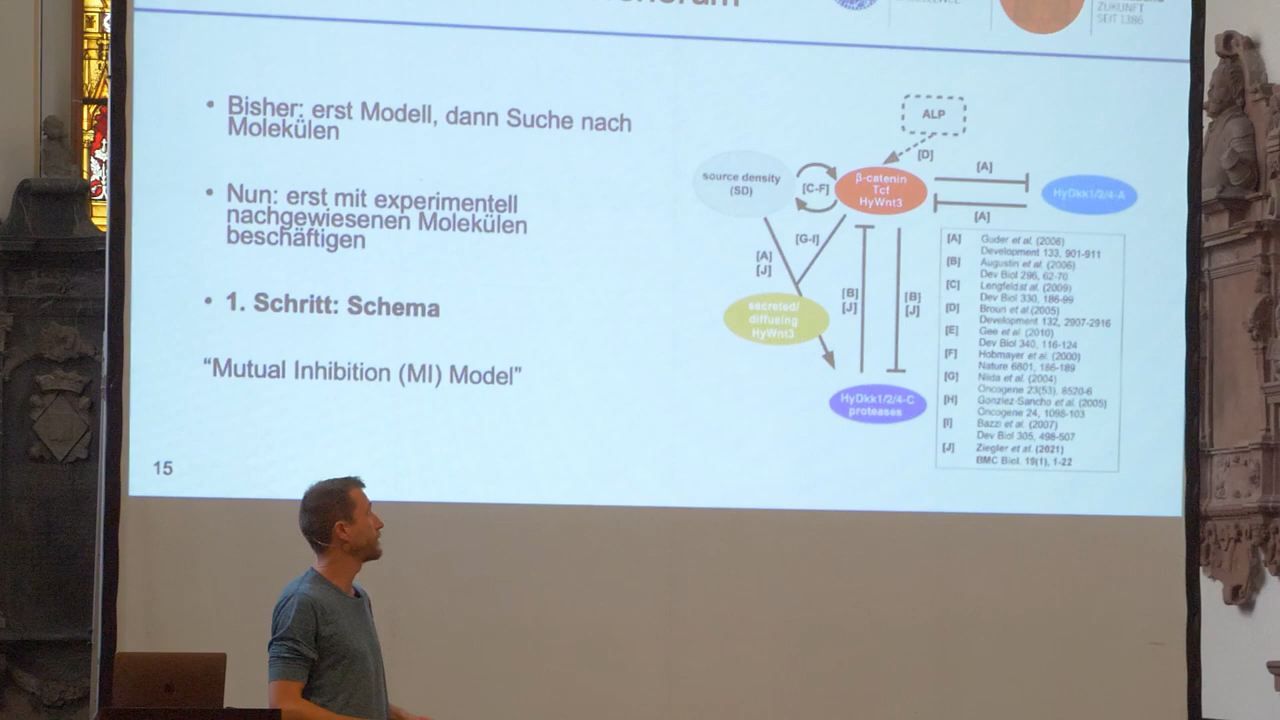 ZUKUNFT
SEIT 1386
• Bisher: erst Modell, dann Suche nach
Molekülen
• Nun: erst mit experimentell
nachgewiesenen Molekülen
beschäftigen
• 1. Schritt: Schema
“Mutual Inhibition (MI) Model”
15
ALP
[D]
source density
(SD)
[C-F]
β-catenin
Tcf
HyWnt3
[A]
[A]
HyDkk1/2/4-A
[G-I]
[A]
[J]
secreted/
diffusing
HyWnt3
[B]
[J]
[B]
[J]
HyDkk1/2/4-C
proteases
[A] Guder et al. (2006)
Development 133, 901-911
[B] Augustin et al. (2006)
Dev Biol 296, 62-70
[C] Lengfeld et al. (2009)
Dev Biol 330, 186-99
[D] Broun et al. (2005)
Development 132, 2907-2916
[E] Gee et al. (2010)
Dev Biol 340, 116-124
[F] Hobmayer et al. (2000)
Nature 6801, 186-189
[G] Niida et al. (2004)
Oncogene 23(53), 8520-6
[H] Gonzlez-Sancho et al. (2005)
Oncogene 24, 1098-103
[I] Bazzi et al. (2007)
Dev Biol 305, 498-507
[J] Ziegler et al. (2021)
BMC Biol. 19(1), 1-22